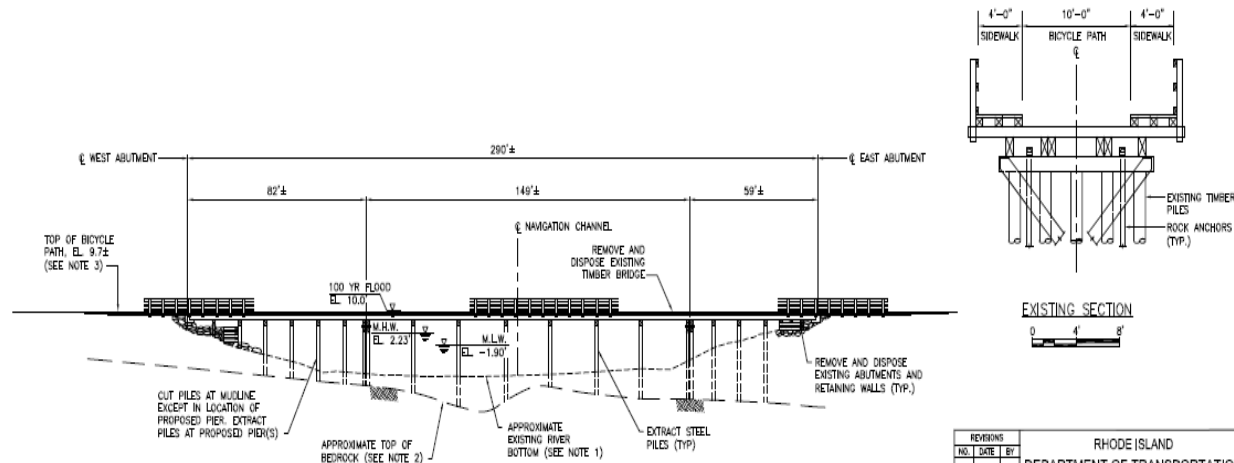 4'-0"
10'-0"
4'-0"
SIDEWALK
BICYCLE PATH
SIDEWALK
℄
EXISTING TIMBER
PILES
ROCK ANCHORS
(TYP.)
EXISTING SECTION
0 4' 8'
℄ WEST ABUTMENT
290'±
℄ EAST ABUTMENT
82'±
149'±
59'±
℄ NAVIGATION CHANNEL
TOP OF BICYCLE
PATH, EL. 9.7±
(SEE NOTE 3)
REMOVE AND
DISPOSE EXISTING
TIMBER BRIDGE
100 YR FLOOD
EL. 10.0'
M.H.W.
EL. 2.23'
M.L.W.
EL. -1.90'
CUT PILES AT MUDLINE
EXCEPT IN LOCATION OF
PROPOSED PIER. EXTRACT
PILES AT PROPOSED PIER(S)
APPROXIMATE TOP OF
BEDROCK (SEE NOTE 2)
APPROXIMATE
EXISTING RIVER
BOTTOM (SEE NOTE 1)
EXTRACT STEEL
PILES (TYP)
REMOVE AND DISPOSE
EXISTING ABUTMENTS AND
RETAINING WALLS (TYP.)
REVISIONS
NO. DATE BY
RHODE ISLAND
DEPARTMENT OF TRANSPORTATIO